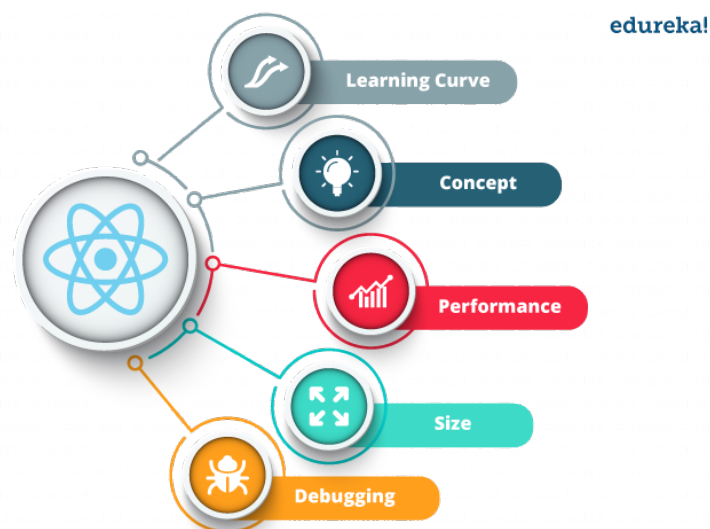 edureka!
Learning Curve
Concept
Performance
Size
Debugging